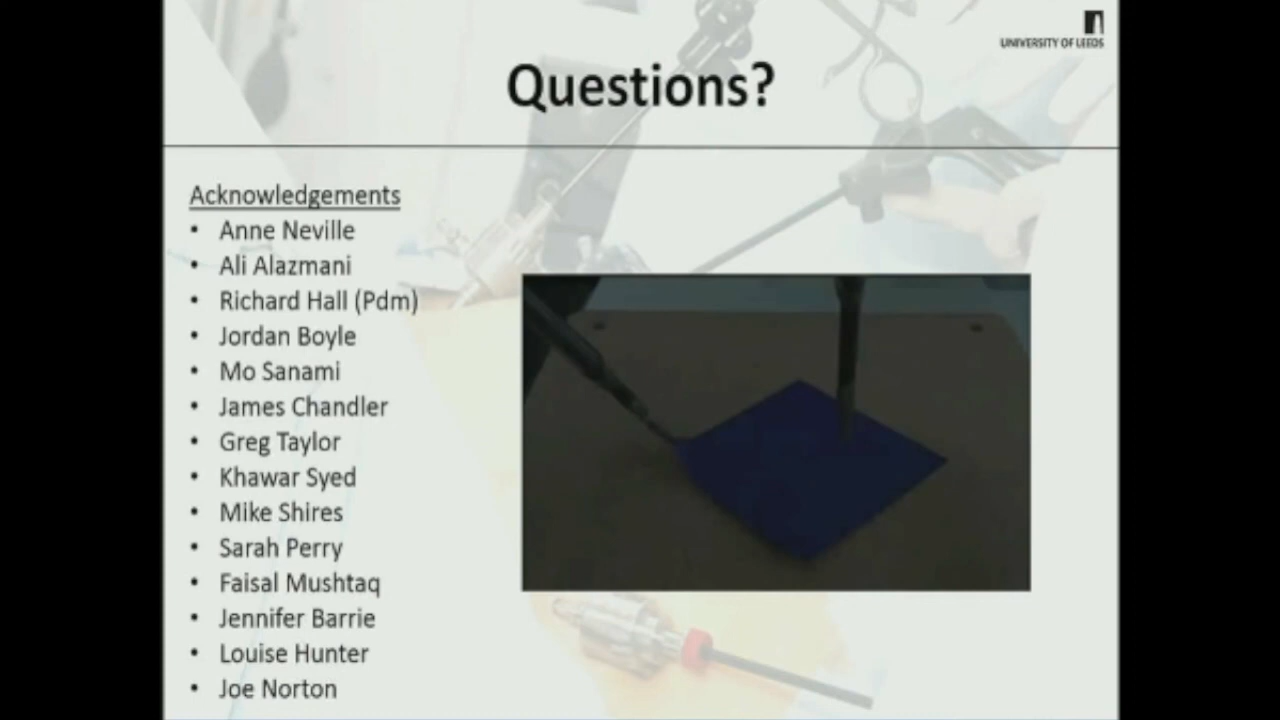 UNIVERSITY OF LEEDS
Questions?
Acknowledgements
• Anne Neville
• Ali Alazmani
• Richard Hall (Pdm)
• Jordan Boyle
• Mo Sanami
• James Chandler
• Greg Taylor
• Khawar Syed
• Mike Shires
• Sarah Perry
• Faisal Mushtaq
• Jennifer Barrie
• Louise Hunter
• Joe Norton